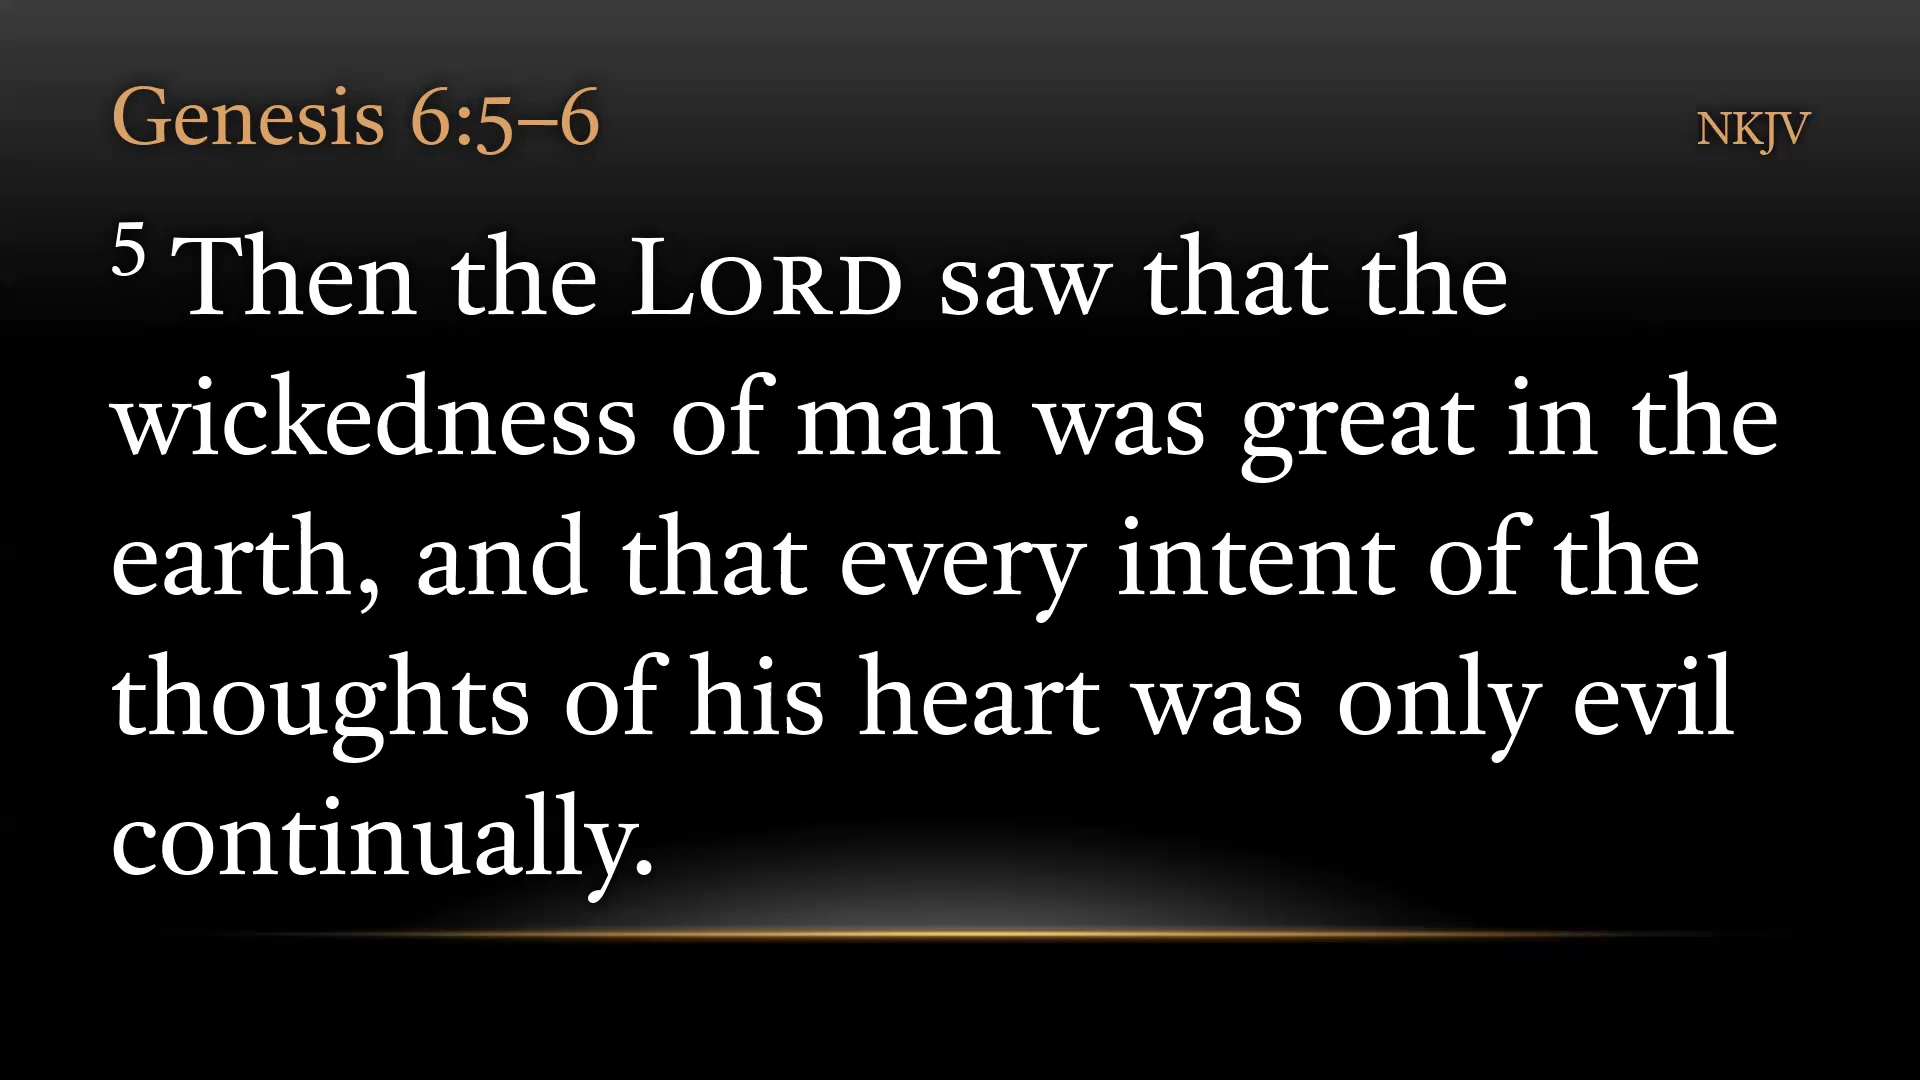 Genesis 6:5–6
NKJV
5 Then the LORD saw that the
wickedness of man was great in the
earth, and that every intent of the
thoughts of his heart was only evil
continually.